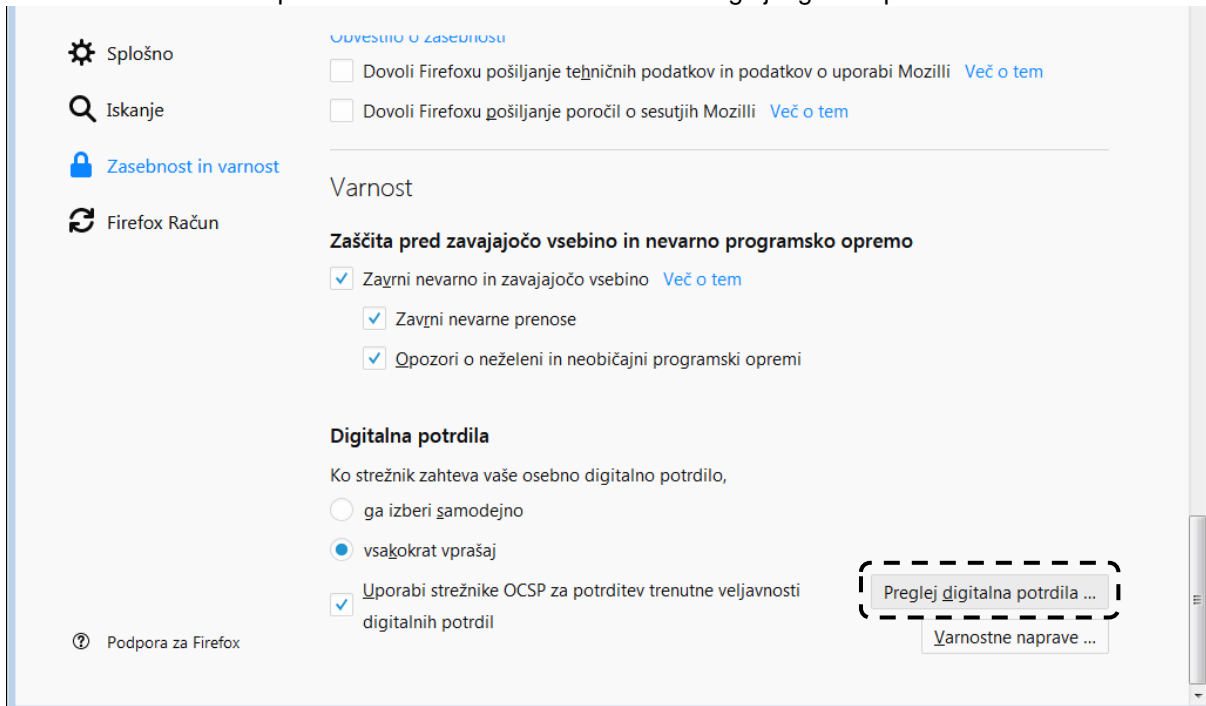 Splošno
Iskanje
Zasebnost in varnost
Firefox Račun
Podpora za Firefox
Obvestilo o zasebnosti
Dovoli Firefoxu pošiljanje tehničnih podatkov in podatkov o uporabi Mozilli Več o tem
Dovoli Firefoxu pošiljanje poročil o sesutjih Mozilli Več o tem
Varnost
Zaščita pred zavajajočo vsebino in nevarno programsko opremo
Zavrni nevarno in zavajajočo vsebino Več o tem
Zavrni nevarne prenose
Opozori o neželeni in neobičajni programski opremi
Digitalna potrdila
Ko strežnik zahteva vaše osebno digitalno potrdilo,
ga izberi samodejno
vsakokrat vprašaj
Uporabi strežnike OCSP za potrditev trenutne veljavnosti
digitalnih potrdil
Preglej digitalna potrdila ...
Varnostne naprave ...